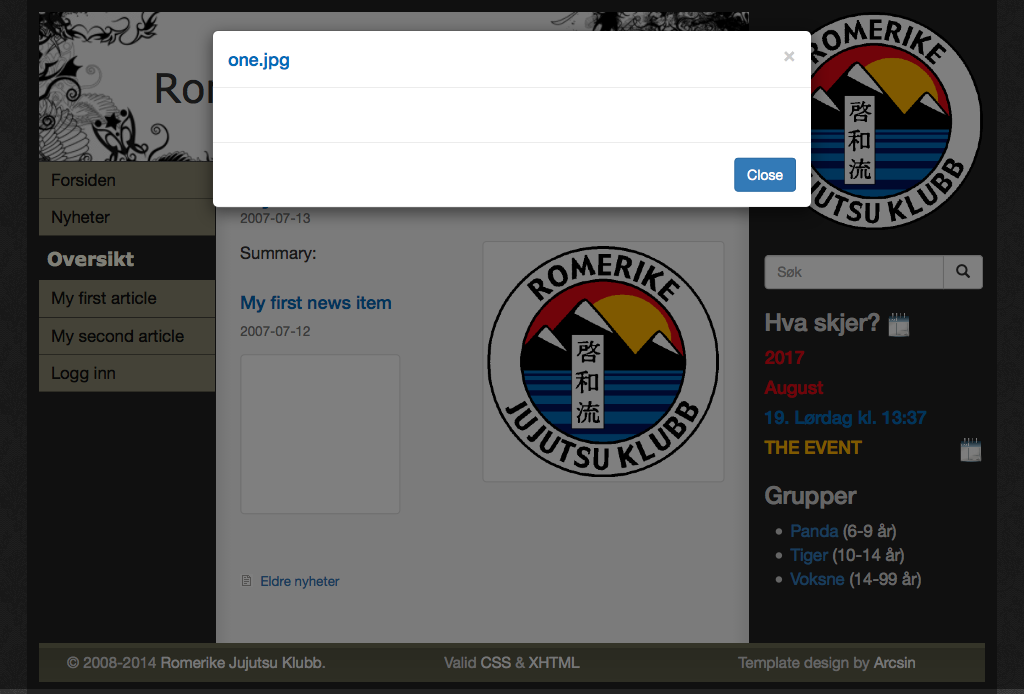 one.jpg
×
Close
Ror
ROMERIKE
啓和流
JUJUTSU KLUBB
Forsiden
Nyheter
Oversikt
My first article
My second article
Logg inn
2007-07-13
Summary:
My first news item
2007-07-12
ROMERIKE
啓和流
JUJUTSU KLUBB
Eldre nyheter
Søk
Hva skjer?
2017
August
19. Lørdag kl. 13:37
THE EVENT
Grupper
Panda (6-9 år)
Tiger (10-14 år)
Voksne (14-99 år)
© 2008-2014 Romerike Jujutsu Klubb.
Valid CSS & XHTML
Template design by Arcsin